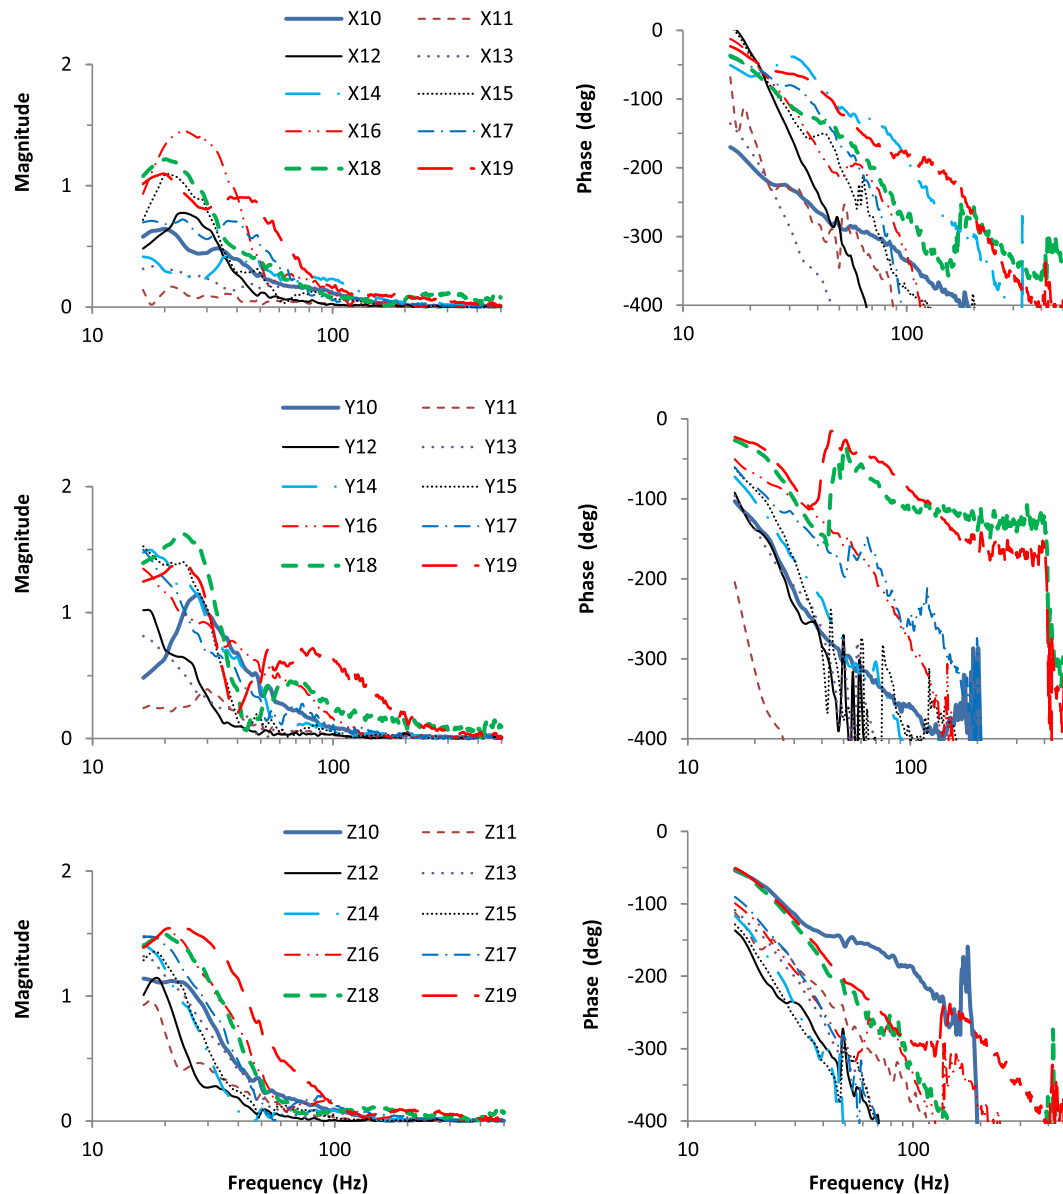 X10 X11
X12 X13
X14 X15
X16 X17
X18 X19
Magnitude
2
1
0
10 100
Phase (deg)
0
-100
-200
-300
-400
10 100
Y10 Y11
Y12 Y13
Y14 Y15
Y16 Y17
Y18 Y19
Magnitude
2
1
0
10 100
Phase (deg)
0
-100
-200
-300
-400
10 100
Z10 Z11
Z12 Z13
Z14 Z15
Z16 Z17
Z18 Z19
Magnitude
2
1
0
10 100
Frequency (Hz)
Phase (deg)
0
-100
-200
-300
-400
10 100
Frequency (Hz)